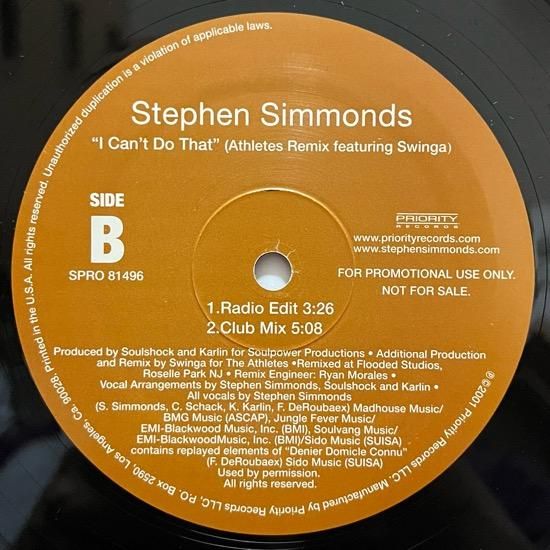 Stephen Simmonds
“I Can’t Do That” (Athletes Remix featuring Swinga)
SIDE
B
SPRO 81496
PRIORITY
RECORDS
www.priorityrecords.com
www.stephensimmonds.com
FOR PROMOTIONAL USE ONLY.
NOT FOR SALE.
1.Radio Edit 3:26
2.Club Mix 5:08
Produced by Soulshock and Karlin for Soulpower Productions • Additional Production
and Remix by Swinga for The Athletes •Remixed at Flooded Studios,
Roselle Park NJ • Remix Engineer: Ryan Morales •
Vocal Arrangements by Stephen Simmonds, Soulshock and Karlin •
All vocals by Stephen Simmonds
(S. Simmonds, C. Schack, K. Karlin, F. DeRoubaex) Madhouse Music/
BMG Music (ASCAP), Jungle Fever Music/
EMI-Blackwood Music, Inc. (BMI), Soulvang Music/
EMI-BlackwoodMusic, Inc. (BMI)/Sido Music (SUISA)
contains replayed elements of "Denier Domicle Connu"
(F. DeRoubaex) Sido Music (SUISA)
Used by permission.
All rights reserved.
℗©2001 Priority Records LLC. Manufactured by Priority Records LLC, P.O. Box 2590, Los Angeles, Ca. 90028. Printed in the U.S.A. All rights reserved. Unauthorized duplication is a violation of applicable laws.